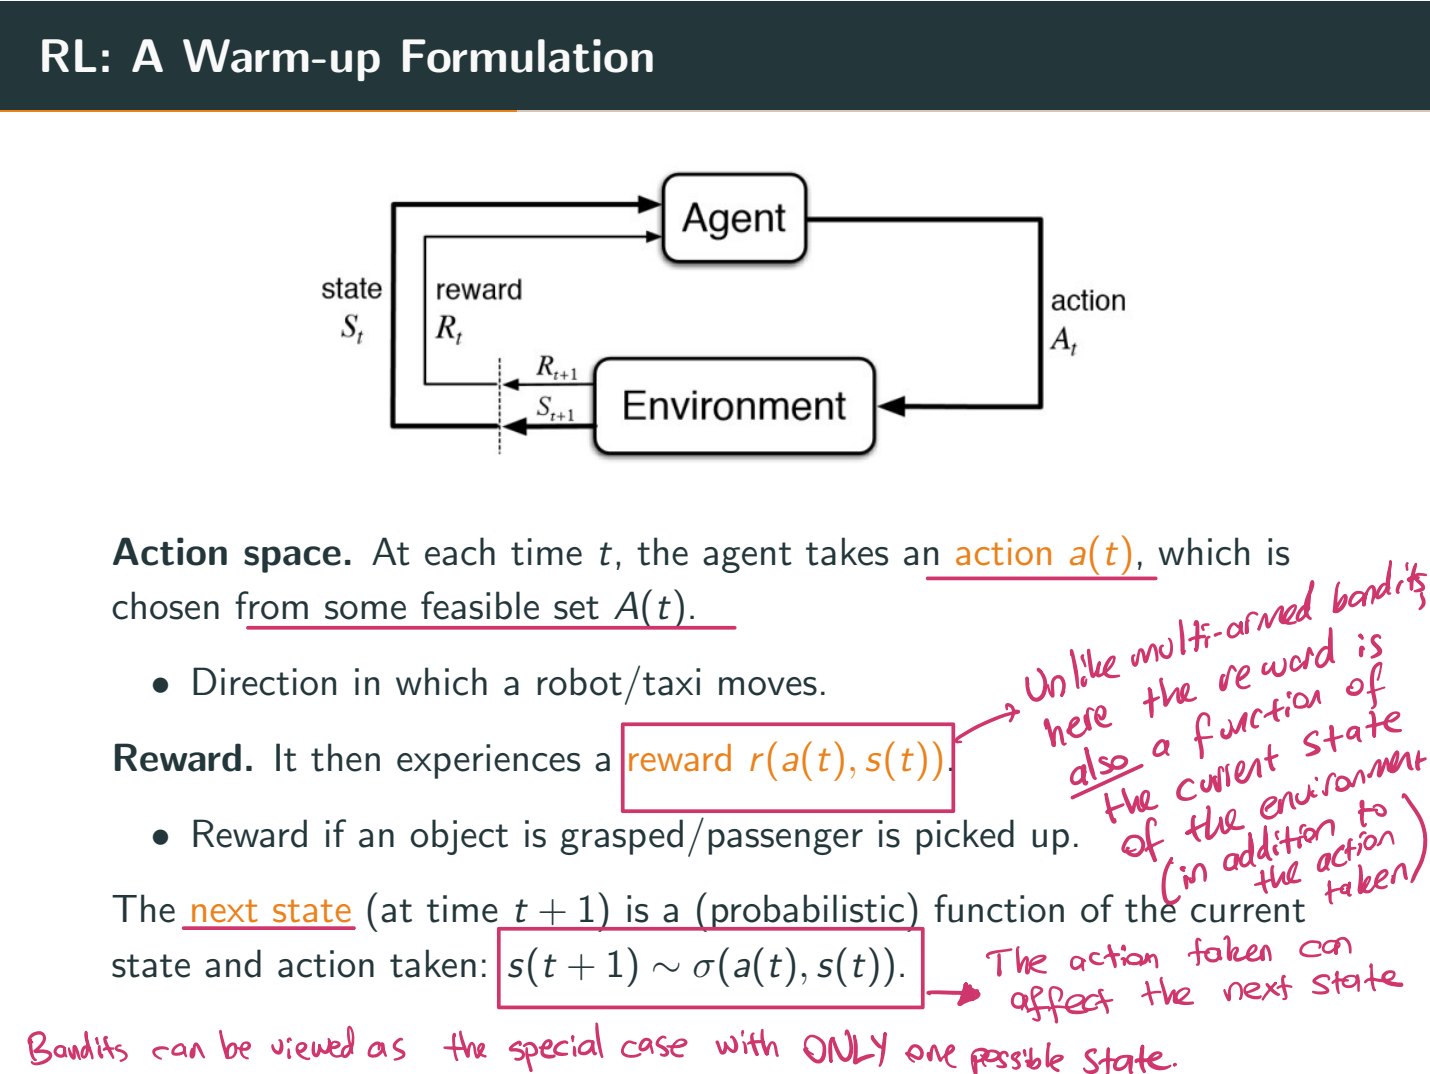 RL: A Warm-up Formulation
Agent
state
S_t
reward
R_t
action
A_t
R_{t+1}
S_{t+1}
Environment
Action space. At each time t, the agent takes an action a(t), which is
chosen from some feasible set A(t).
• Direction in which a robot/taxi moves.
Reward. It then experiences a reward r(a(t), s(t)).
• Reward if an object is grasped/passenger is picked up.
The next state (at time t + 1) is a (probabilistic) function of the current
state and action taken: s(t + 1) ∼ σ(a(t), s(t)).
Unlike multi-armed bandits,
here the reward is
also a function of
the current state
of the environment
(in addition to
the action
taken)
The action taken can
affect the next state
Bandits can be viewed as the special case with ONLY one possible state.